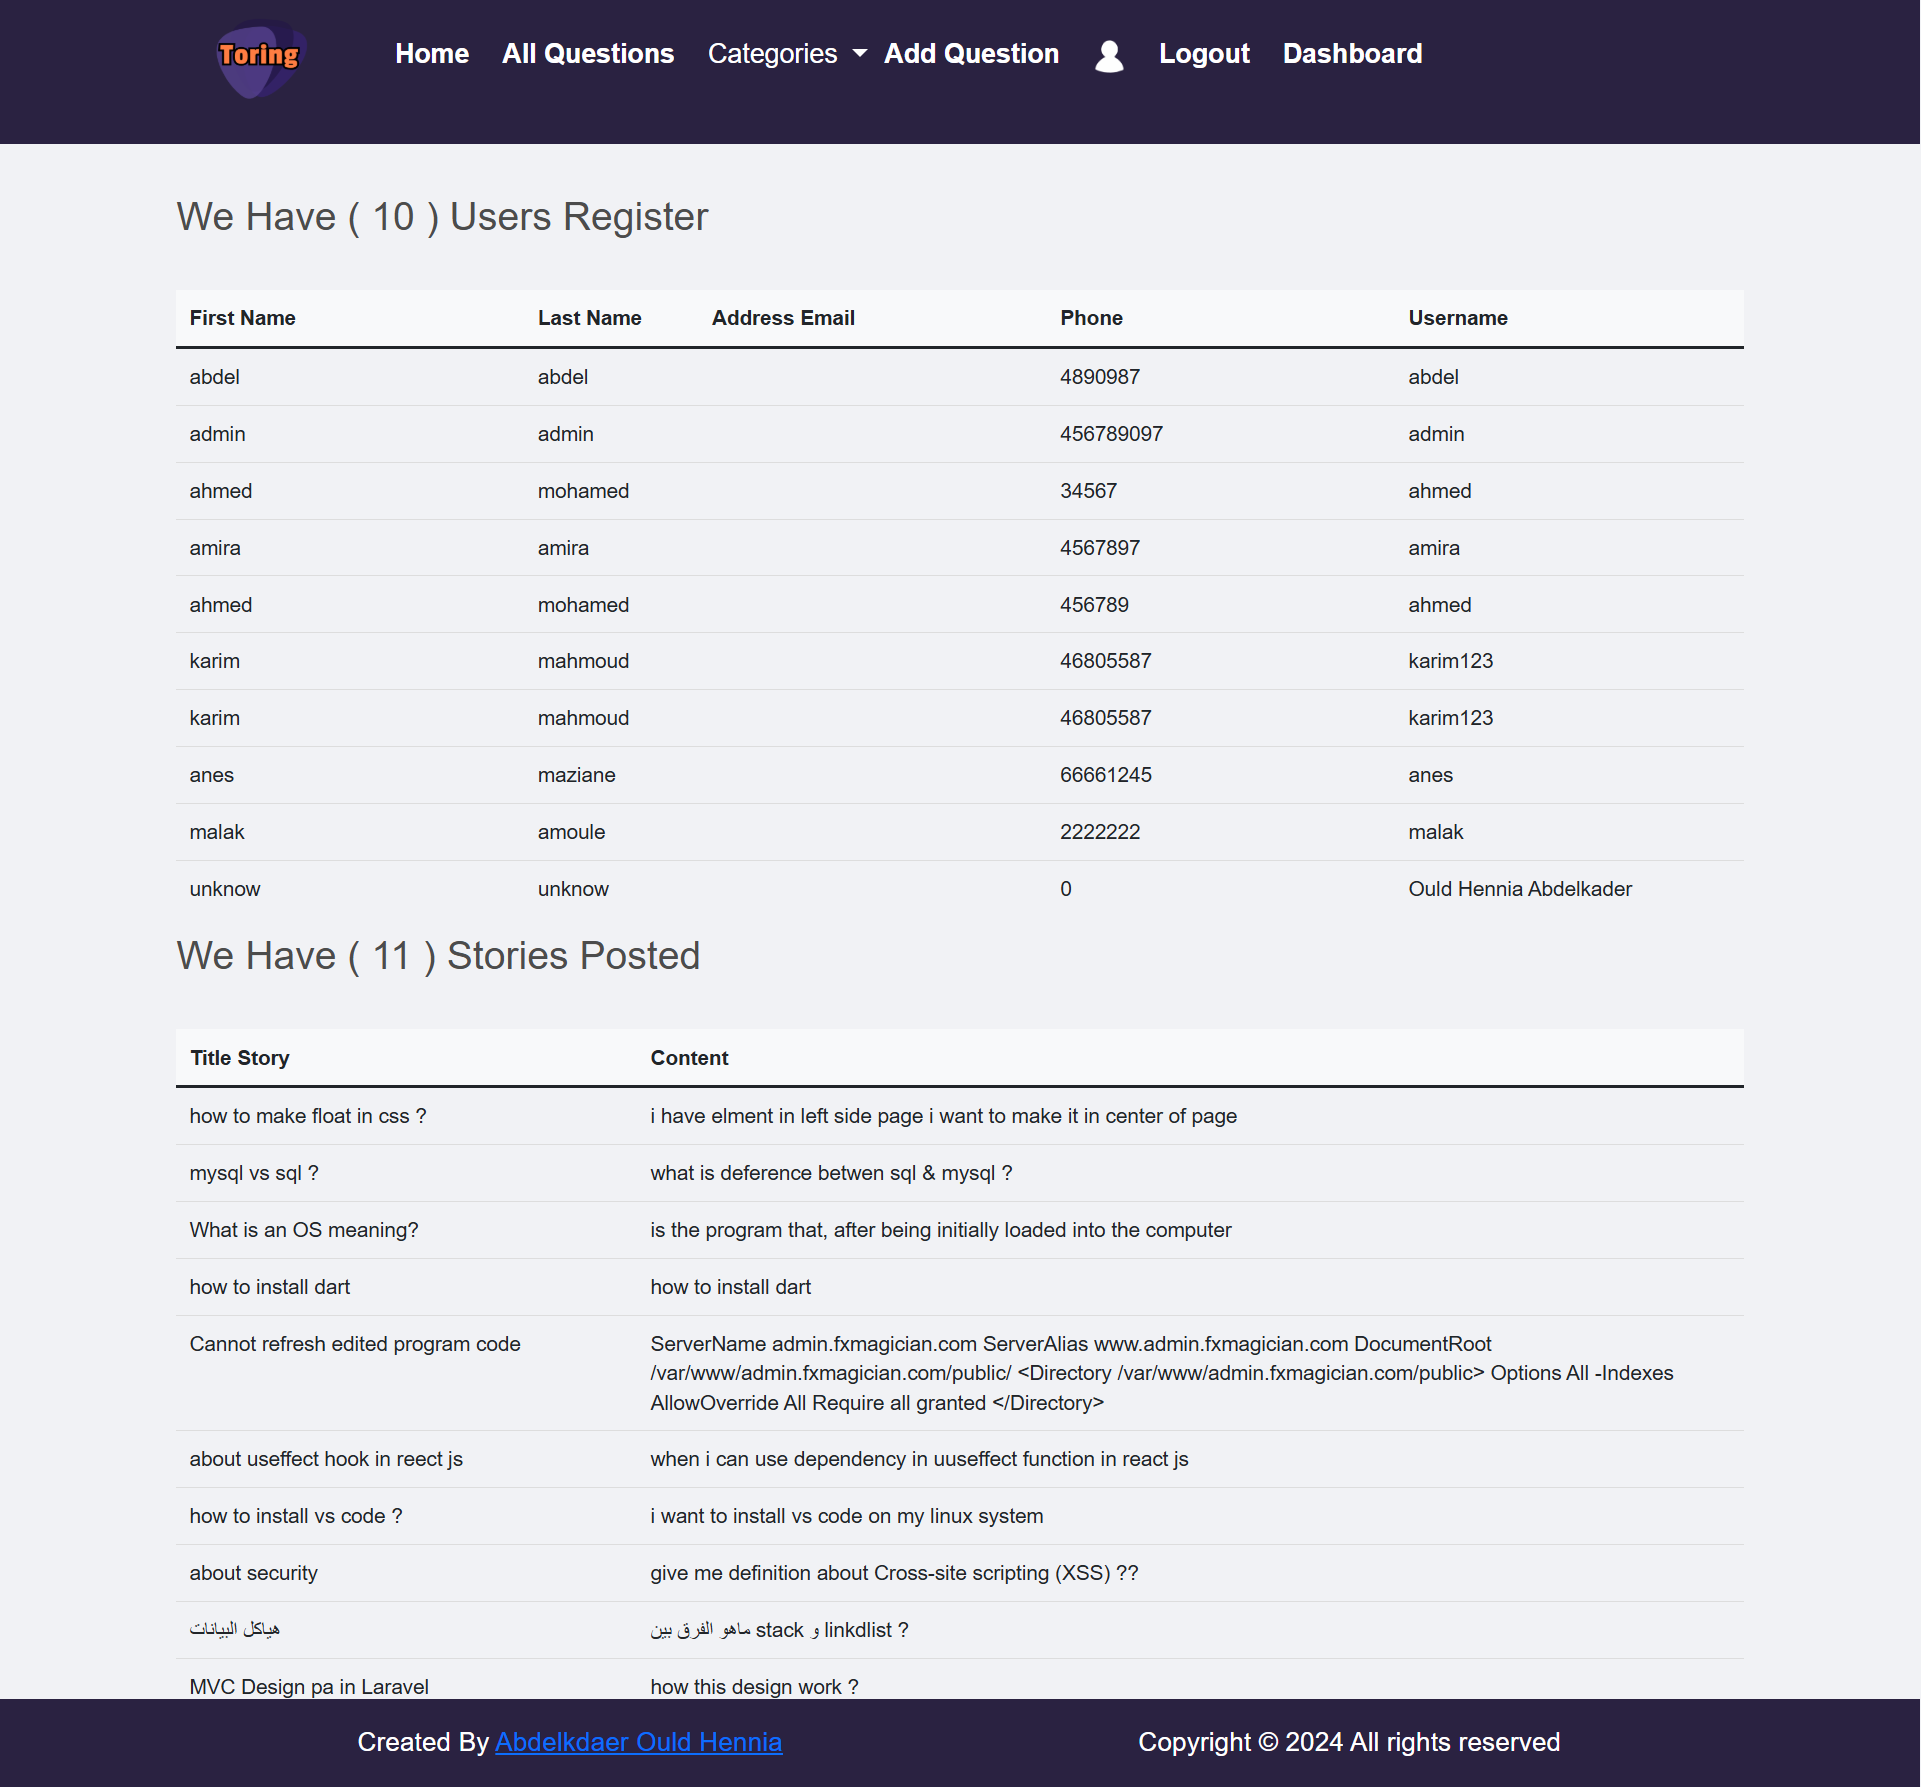 Toring
Home All Questions Categories Add Question Logout Dashboard
We Have ( 10 ) Users Register
First Name Last Name Address Email Phone Username
abdel abdel 4890987 abdel
admin admin 456789097 admin
ahmed mohamed 34567 ahmed
amira amira 4567897 amira
ahmed mohamed 456789 ahmed
karim mahmoud 46805587 karim123
karim mahmoud 46805587 karim123
anes maziane 66661245 anes
malak amoule 2222222 malak
unknow unknow 0 Ould Hennia Abdelkader
We Have ( 11 ) Stories Posted
Title Story Content
how to make float in css ? i have elment in left side page i want to make it in center of page
mysql vs sql ? what is deference betwen sql & mysql ?
What is an OS meaning? is the program that, after being initially loaded into the computer
how to install dart how to install dart
Cannot refresh edited program code ServerName admin.fxmagician.com ServerAlias www.admin.fxmagician.com DocumentRoot
/var/www/admin.fxmagician.com/public/ <Directory /var/www/admin.fxmagician.com/public> Options All -Indexes
AllowOverride All Require all granted </Directory>
about useffect hook in reect js when i can use dependency in uuseffect function in react js
how to install vs code ? i want to install vs code on my linux system
about security give me definition about Cross-site scripting (XSS) ??
هياكل البيانات ماهو الفرق بين stack و linkdlist ?
MVC Design pa in Laravel how this design work ?
Created By Abdelkdaer Ould Hennia Copyright © 2024 All rights reserved